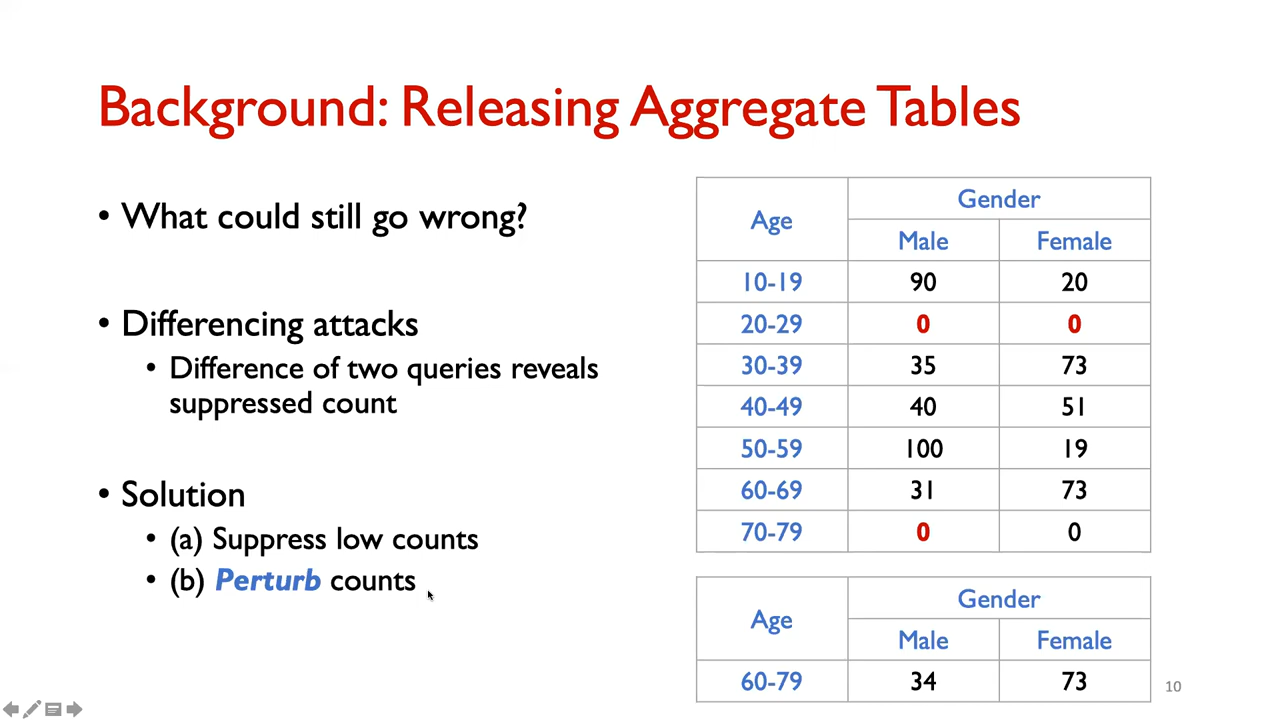 Background: Releasing Aggregate Tables
• What could still go wrong?
• Differencing attacks
• Difference of two queries reveals
suppressed count
• Solution
• (a) Suppress low counts
• (b) Perturb counts
Age Gender
Male Female
10-19 90 20
20-29 0 0
30-39 35 73
40-49 40 51
50-59 100 19
60-69 31 73
70-79 0 0
Age Gender
Male Female
60-79 34 73
10